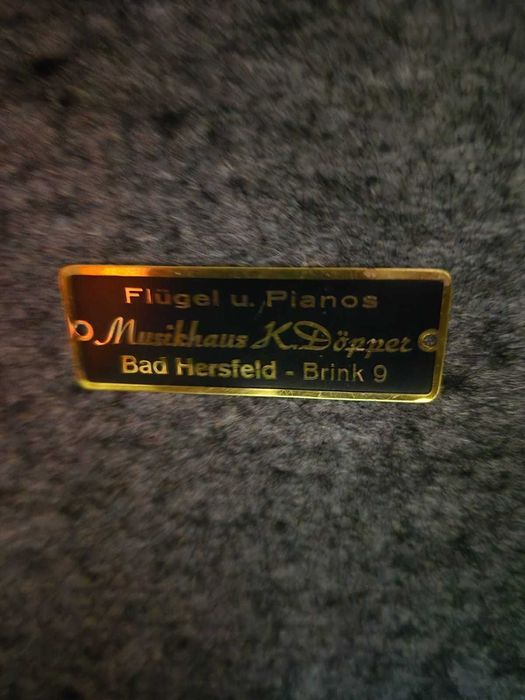 Flügel u. Pianos
Musikhaus K. Döpper
Bad Hersfeld - Brink 9